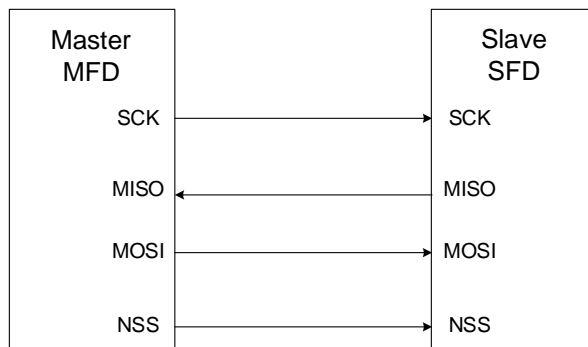 Master
MFD
SCK
MISO
MOSI
NSS
Slave
SFD
SCK
MISO
MOSI
NSS